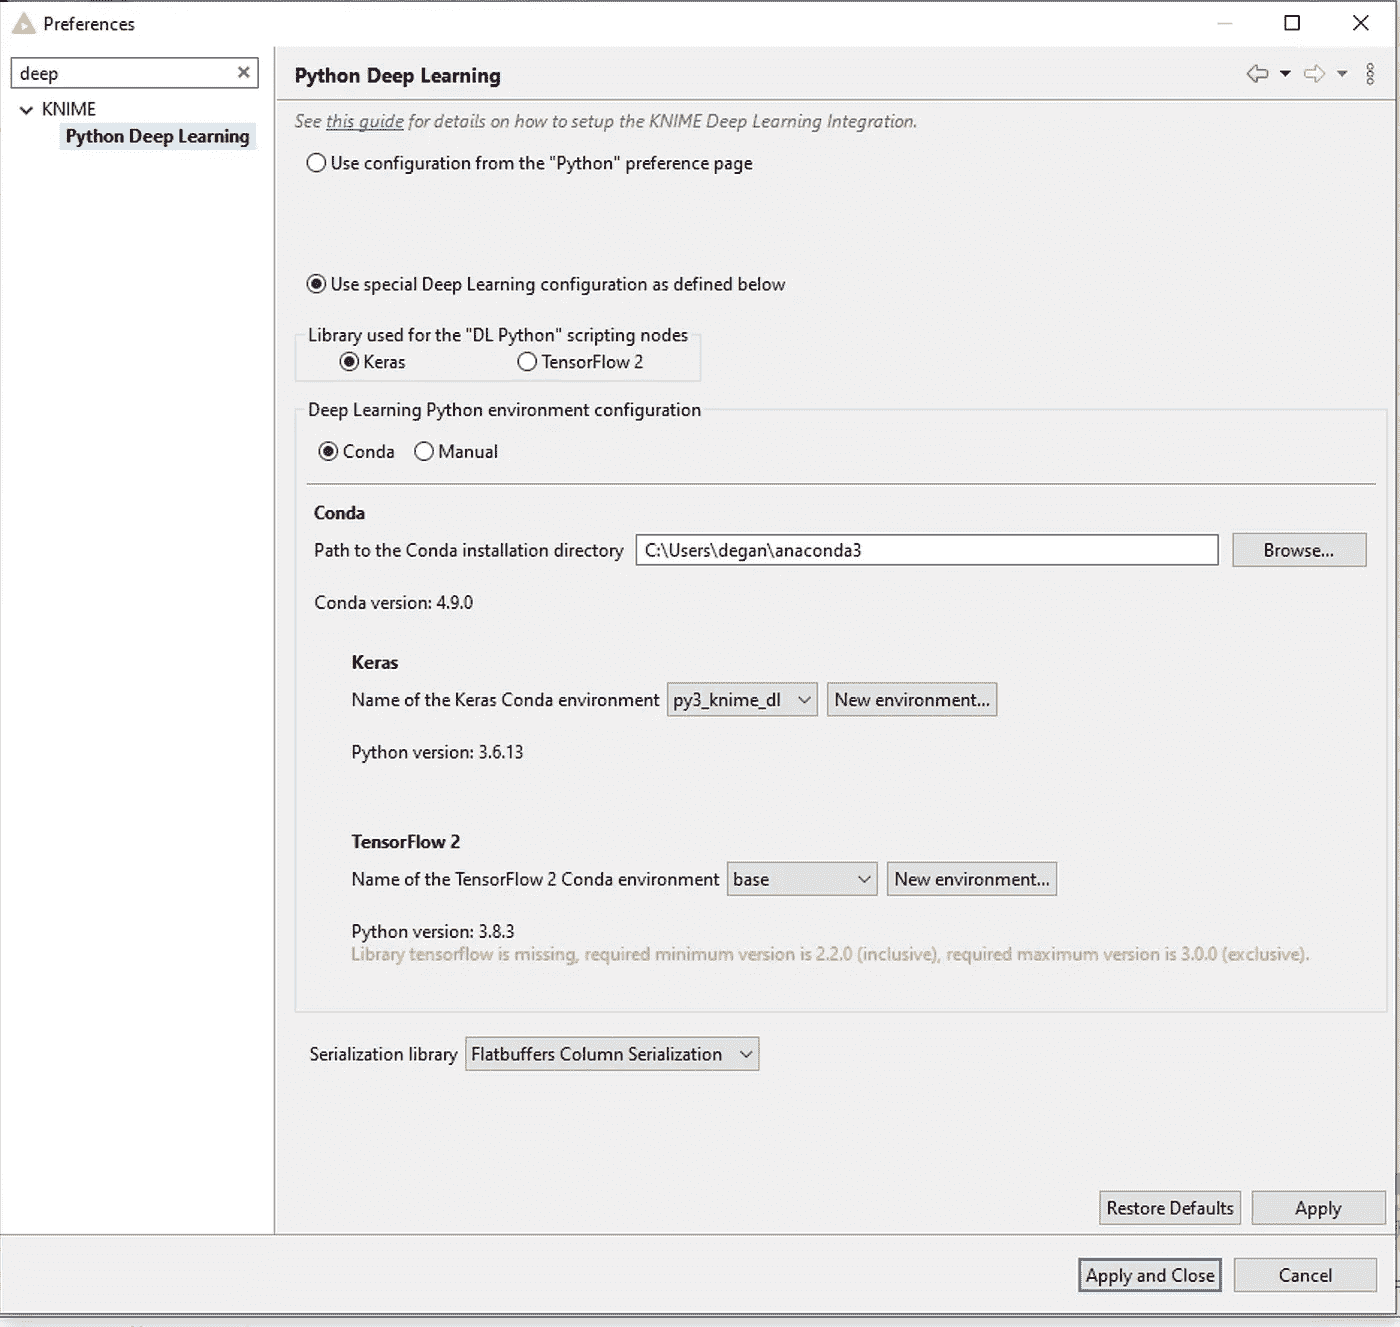 Preferences
deep
KNIME
Python Deep Learning
Python Deep Learning
See this guide for details on how to setup the KNIME Deep Learning Integration.
Use configuration from the "Python" preference page
Use special Deep Learning configuration as defined below
Library used for the "DL Python" scripting nodes
Keras TensorFlow 2
Deep Learning Python environment configuration
Conda Manual
Conda
Path to the Conda installation directory C:\Users\degan\anaconda3 Browse...
Conda version: 4.9.0
Keras
Name of the Keras Conda environment py3_knime_dl New environment...
Python version: 3.6.13
TensorFlow 2
Name of the TensorFlow 2 Conda environment base New environment...
Python version: 3.8.3
Library tensorflow is missing, required minimum version is 2.2.0 (inclusive), required maximum version is 3.0.0 (exclusive).
Serialization library Flatbuffers Column Serialization
Restore Defaults Apply
Apply and Close Cancel